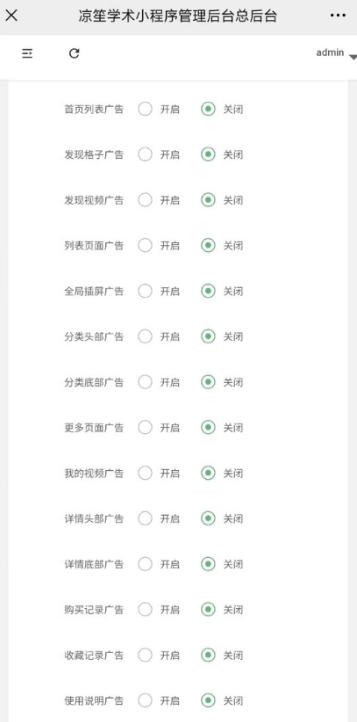 凉笙学术小程序管理后台总后台
admin
首页列表广告 开启 关闭
发现格子广告 开启 关闭
发现视频广告 开启 关闭
列表页面广告 开启 关闭
全局插屏广告 开启 关闭
分类头部广告 开启 关闭
分类底部广告 开启 关闭
更多页面广告 开启 关闭
我的视频广告 开启 关闭
详情头部广告 开启 关闭
详情底部广告 开启 关闭
购买记录广告 开启 关闭
收藏记录广告 开启 关闭
使用说明广告 开启 关闭